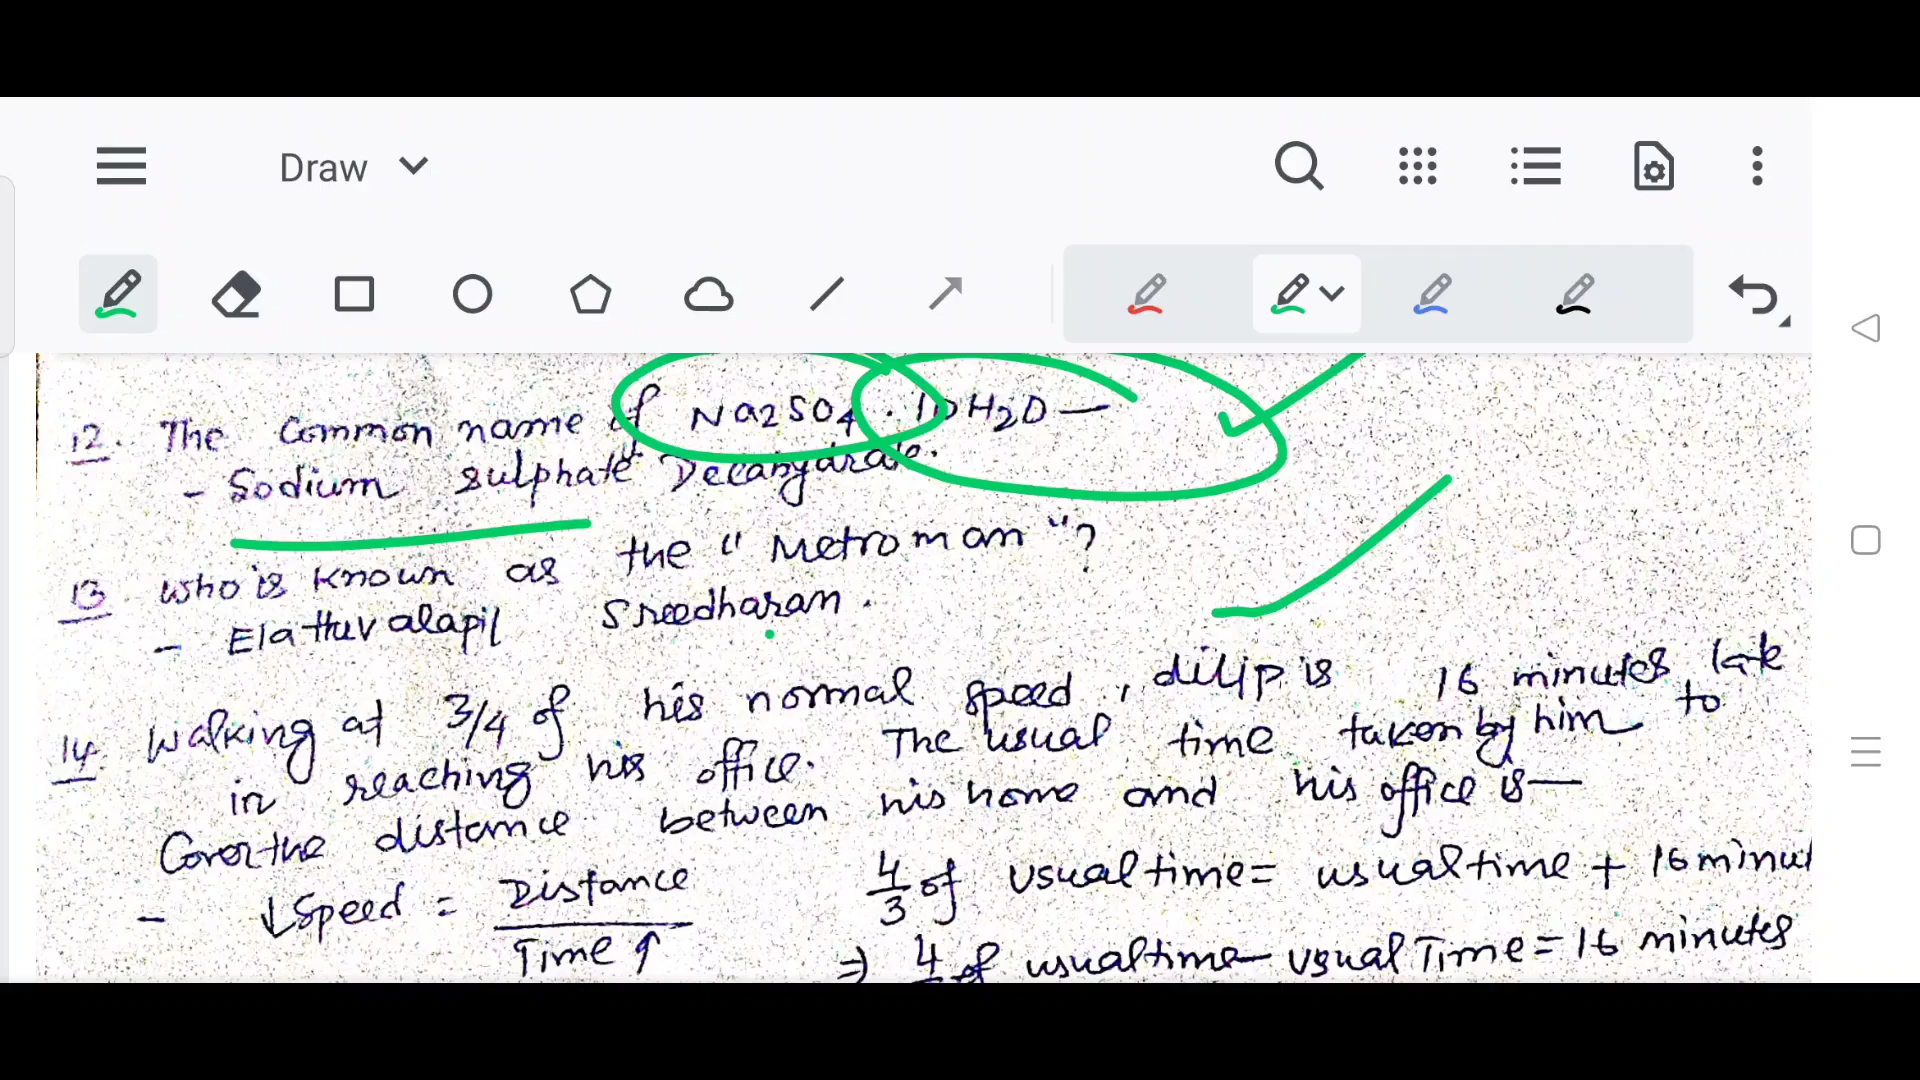 Draw
12. The Common name of Na2SO4 . 10H2O —
- Sodium sulphate Decahydrate.
13. who is known as the "Metro man"?
- Elattuvalapil Sreedharan.
14. Walking at 3/4 of his normal speed, dilip is 16 minutes late
in reaching his office. The usual time taken by him to
Cover the distance between his home and his office is —
- ↓Speed = Distance / Time ↑
4/3 of usual time = usual time + 16 minut
⇒ 4 of usual time - usual Time = 16 minutes